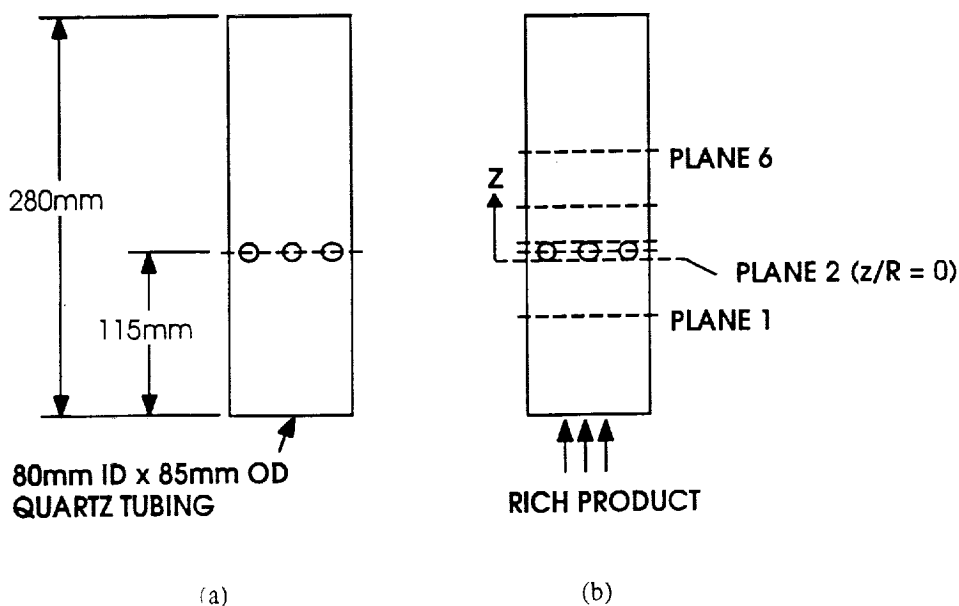 280mm
115mm
80mm ID x 85mm OD
QUARTZ TUBING
(a)
Z
PLANE 6
PLANE 2 (z/R = 0)
PLANE 1
RICH PRODUCT
(b)